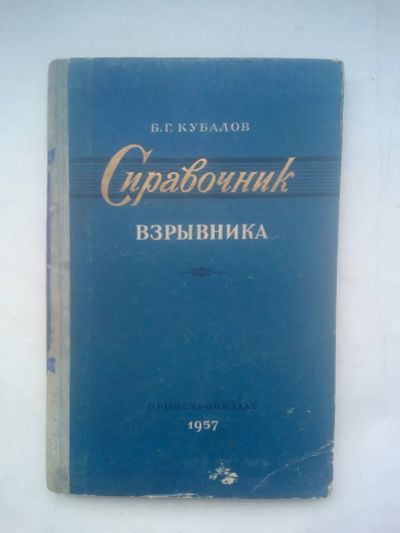 Б. Г. КУБАЛОВ
Справочник
ВЗРЫВНИКА
ПРОМСТРОЙИЗДАТ
1957